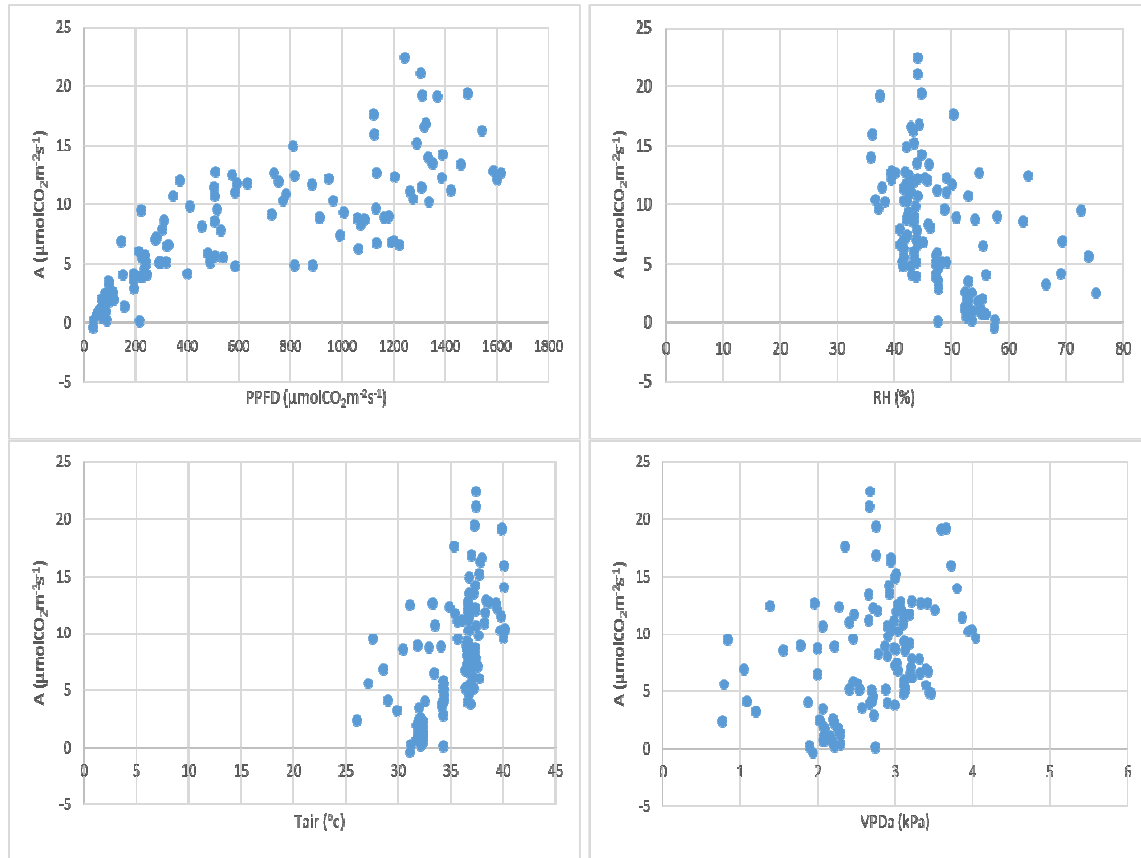 25
20
15
10
5
0
-5
A (µmolCO₂m⁻²s⁻¹)
0 200 400 600 800 1000 1200 1400 1600 1800
PPFD (µmolCO₂m⁻²s⁻¹)
25
20
15
10
5
0
-5
A (µmolCO₂m⁻²s⁻¹)
0 10 20 30 40 50 60 70 80
RH (%)
25
20
15
10
5
0
-5
A (µmolCO₂m⁻²s⁻¹)
0 5 10 15 20 25 30 35 40 45
Tair (°c)
25
20
15
10
5
0
-5
A (µmolCO₂m⁻²s⁻¹)
0 1 2 3 4 5 6
VPDa (kPa)